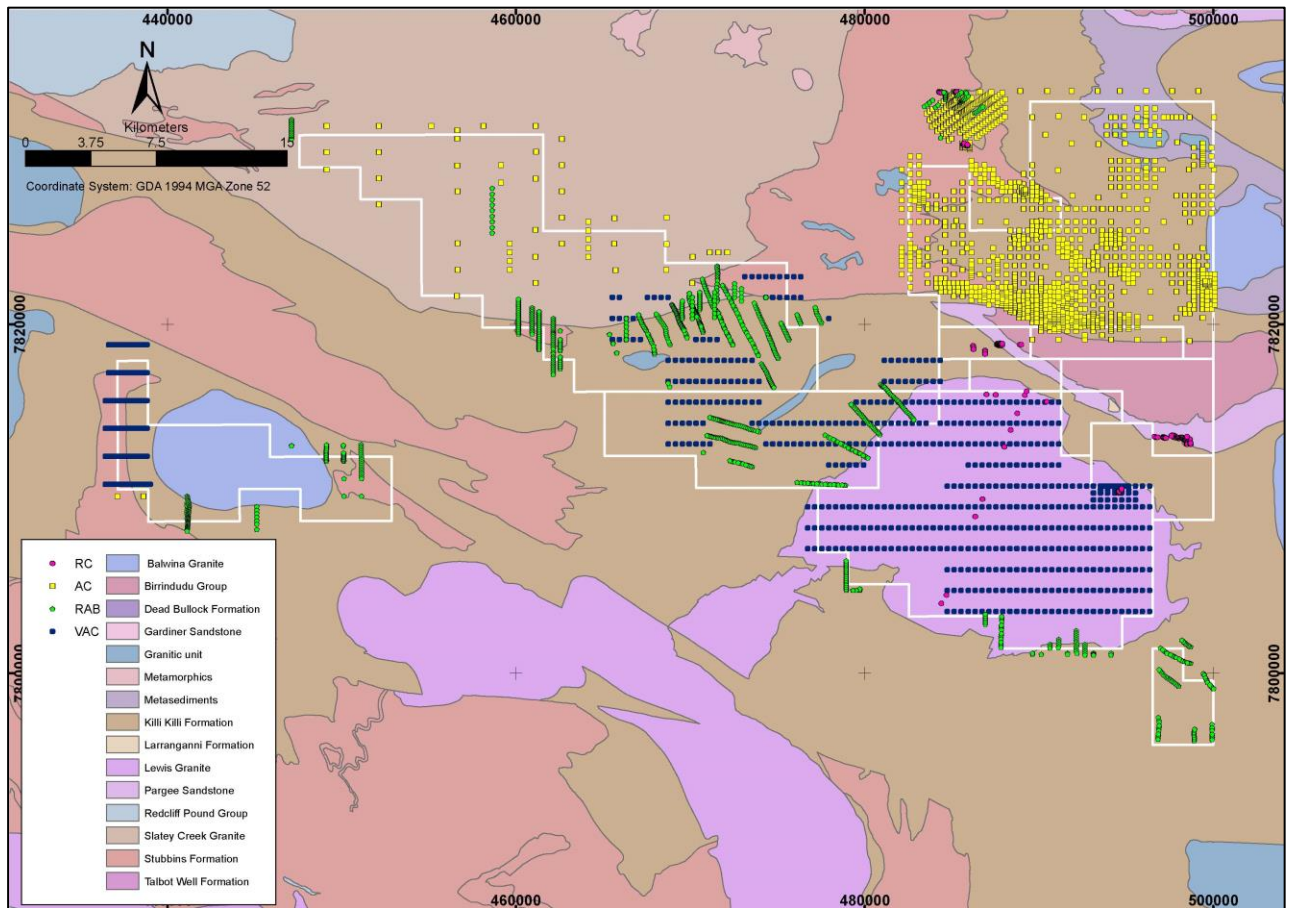 440000 460000 480000 500000
N
Kilometers
0 3.75 7.5 15
Coordinate System: GDA 1994 MGA Zone 52
7820000 7820000
7800000 7800000
RC
AC
RAB
VAC
Balwina Granite
Birrindudu Group
Dead Bullock Formation
Gardiner Sandstone
Granitic unit
Metamorphics
Metasediments
Killi Killi Formation
Larranganni Formation
Lewis Granite
Pargee Sandstone
Redcliff Pound Group
Slatey Creek Granite
Stubbins Formation
Talbot Well Formation
460000 480000 500000